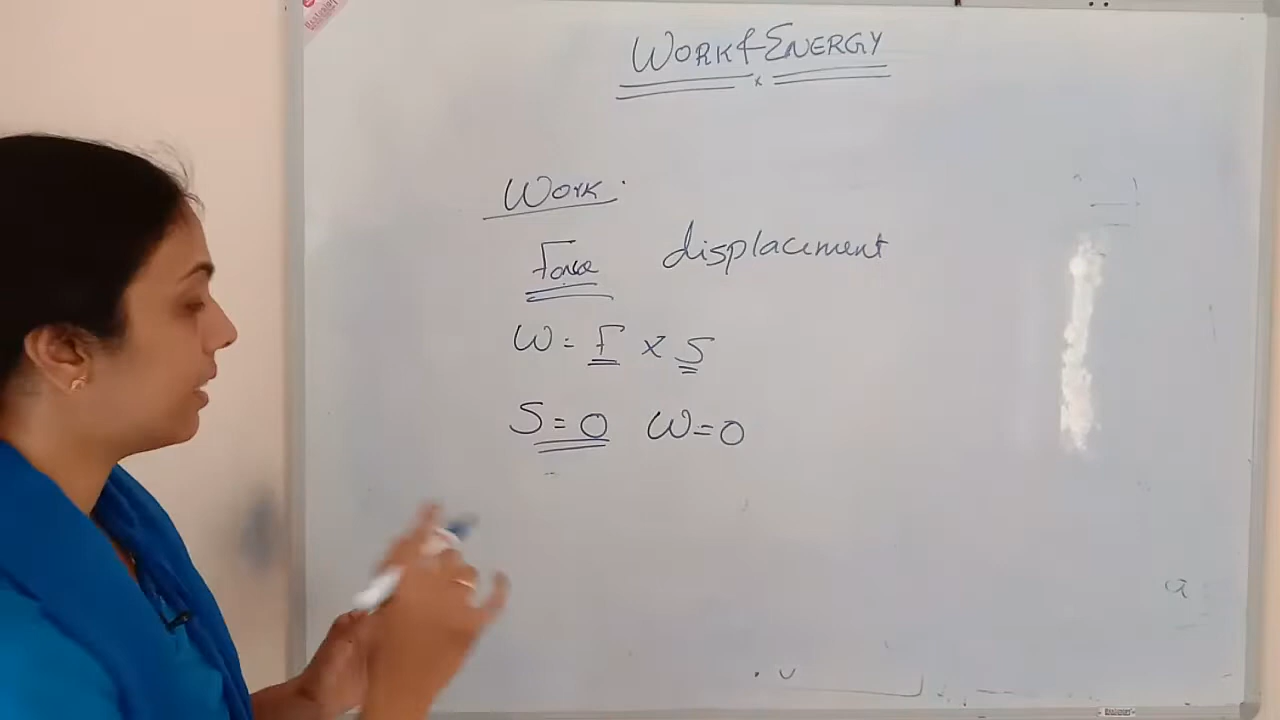 WORK & ENERGY
x
Work.
Force displacement
W = F x S
S = 0 W = 0
a